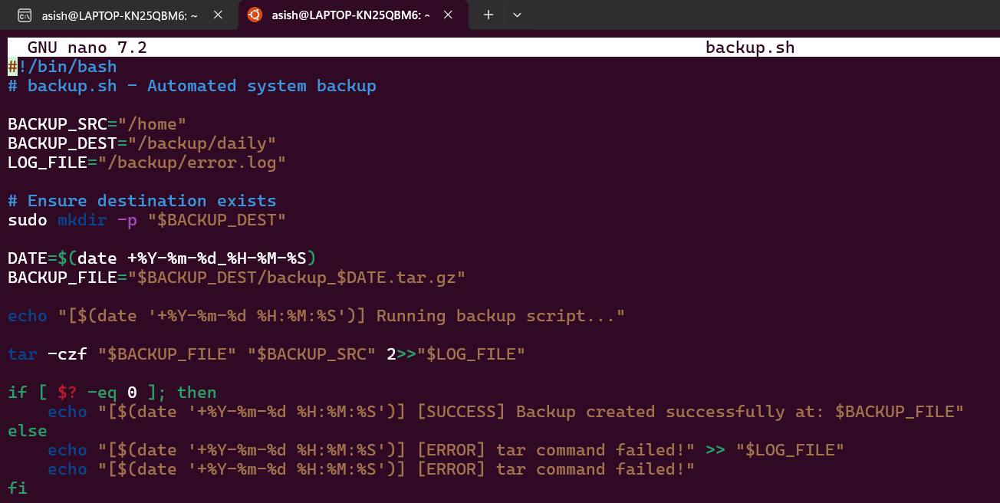 asish@LAPTOP-KN25QBM6: ~
asish@LAPTOP-KN25QBM6: ~
GNU nano 7.2 backup.sh
#!/bin/bash
# backup.sh - Automated system backup
BACKUP_SRC="/home"
BACKUP_DEST="/backup/daily"
LOG_FILE="/backup/error.log"
# Ensure destination exists
sudo mkdir -p "$BACKUP_DEST"
DATE=$(date +%Y-%m-%d_%H-%M-%S)
BACKUP_FILE="$BACKUP_DEST/backup_$DATE.tar.gz"
echo "[$(date '+%Y-%m-%d %H:%M:%S')] Running backup script..."
tar -czf "$BACKUP_FILE" "$BACKUP_SRC" 2>>"$LOG_FILE"
if [ $? -eq 0 ]; then
    echo "[$(date '+%Y-%m-%d %H:%M:%S')] [SUCCESS] Backup created successfully at: $BACKUP_FILE"
else
    echo "[$(date '+%Y-%m-%d %H:%M:%S')] [ERROR] tar command failed!" >> "$LOG_FILE"
    echo "[$(date '+%Y-%m-%d %H:%M:%S')] [ERROR] tar command failed!"
fi